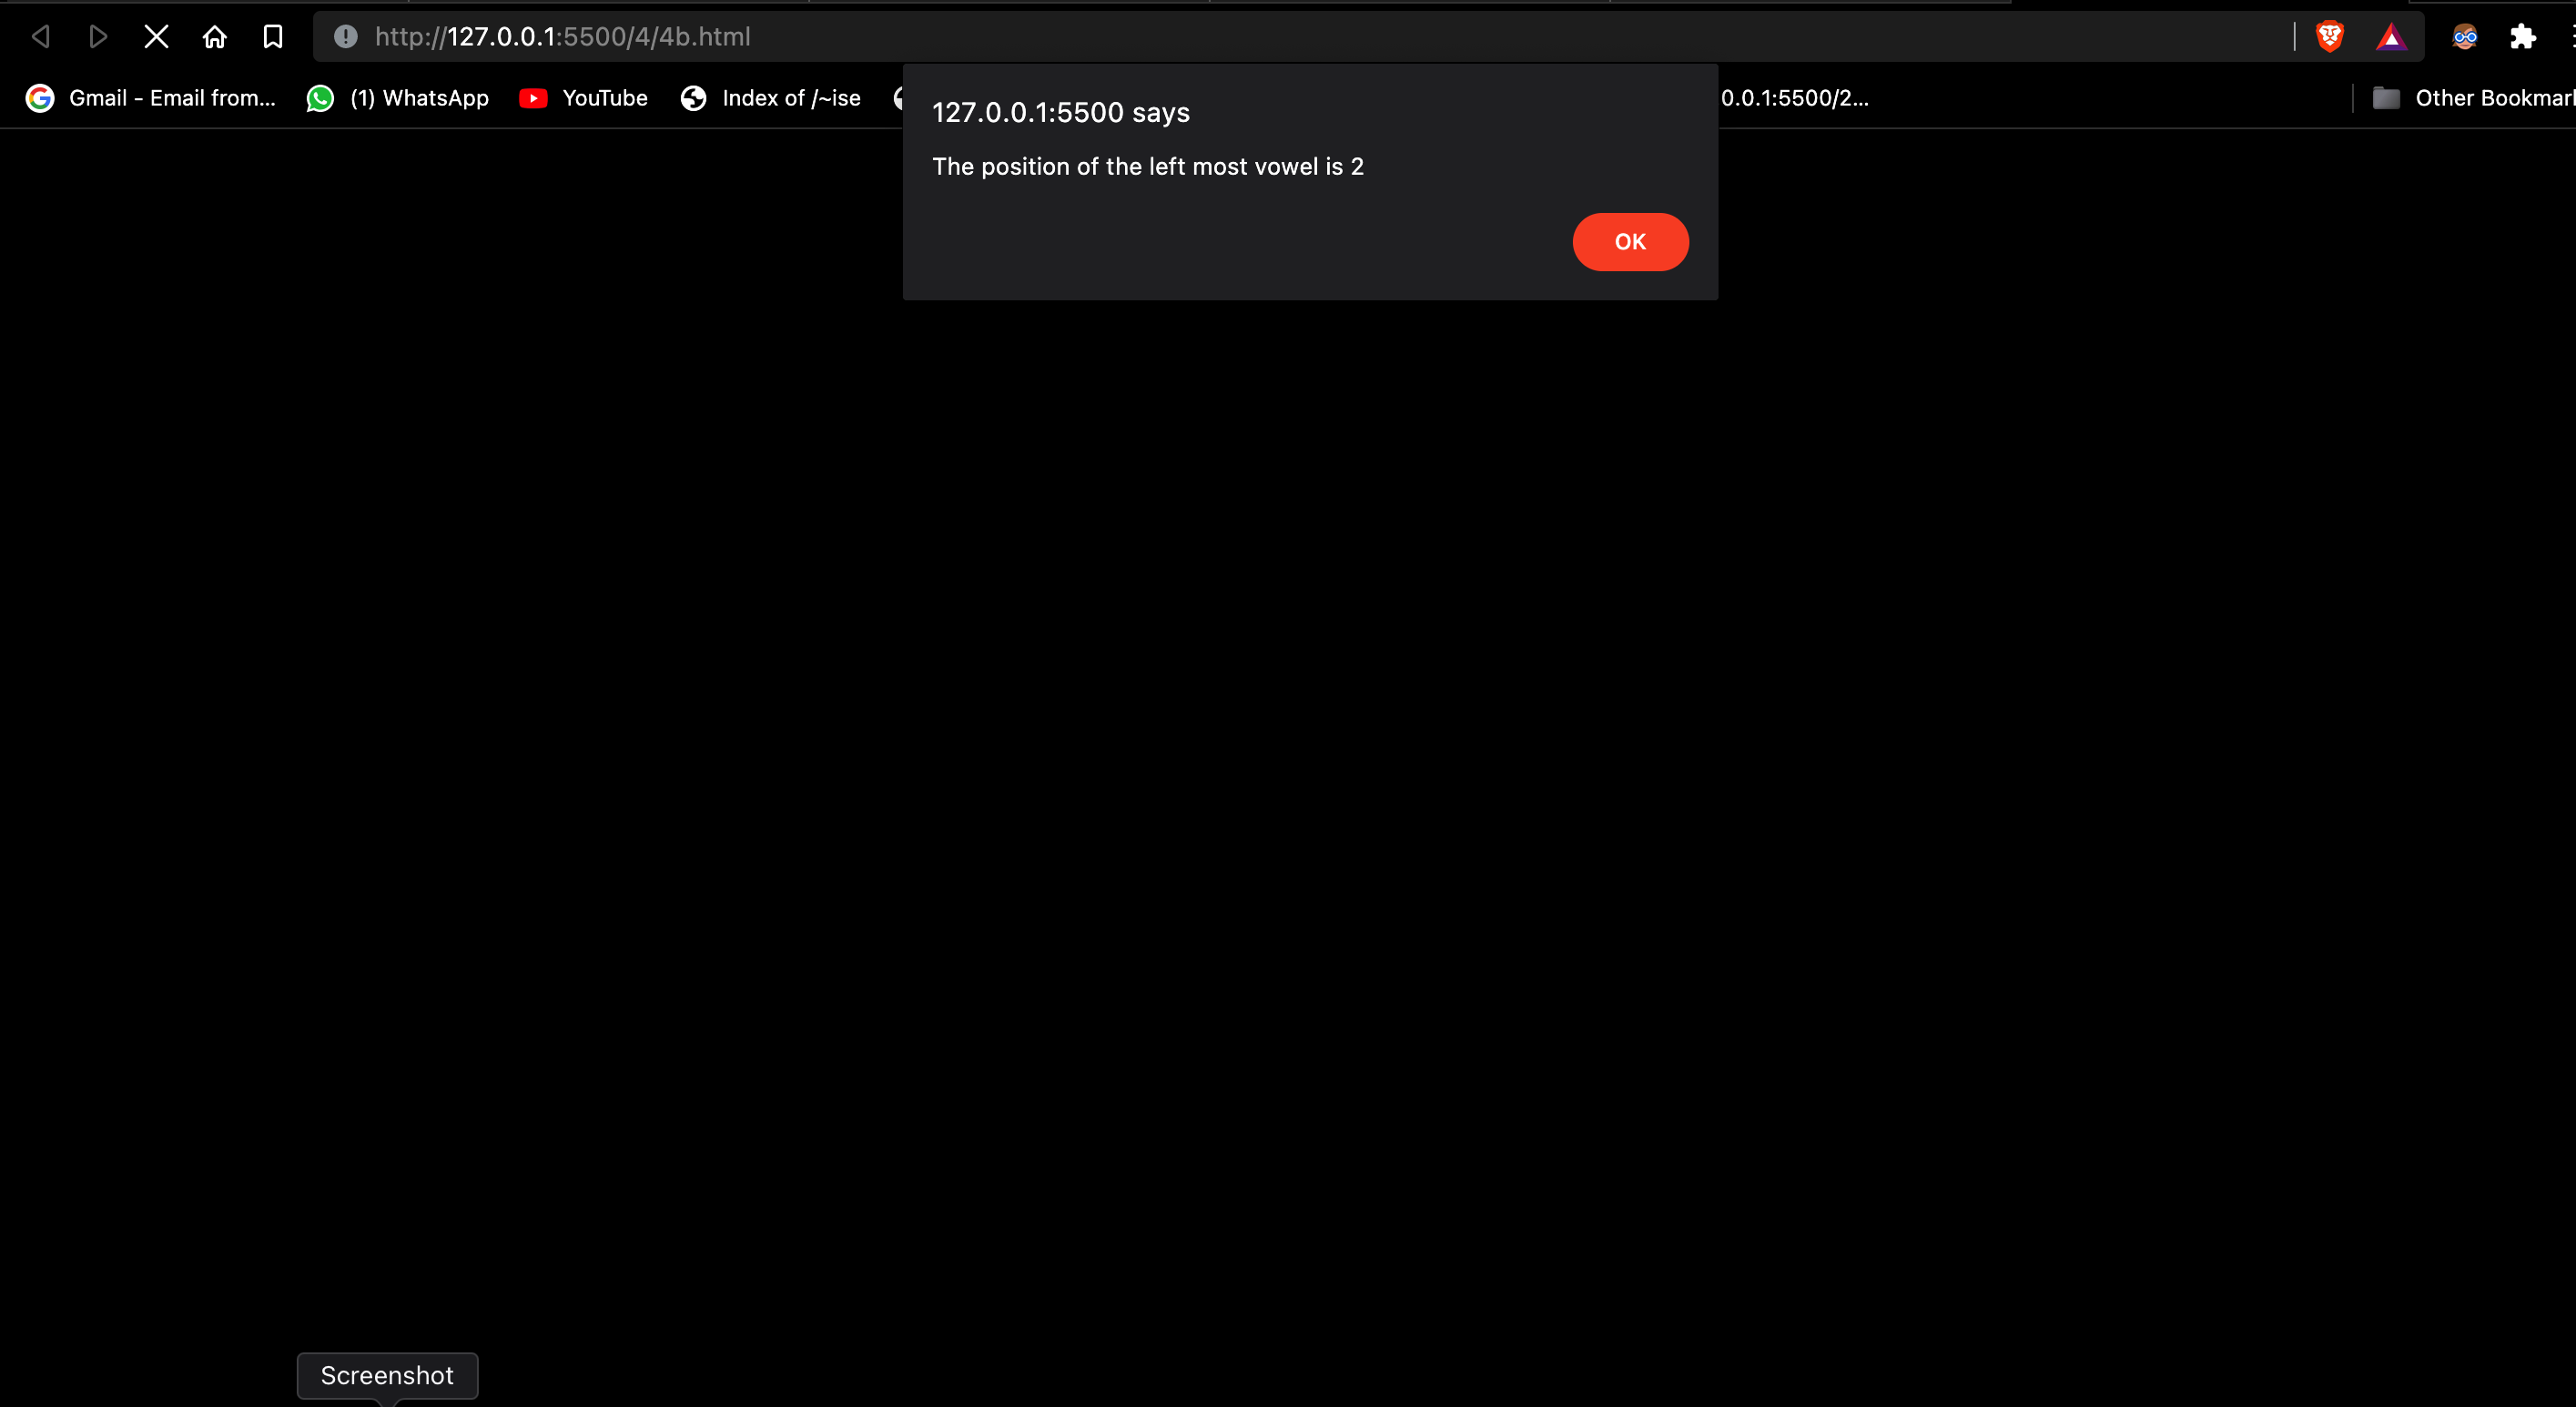 http://127.0.0.1:5500/4/4b.html
Gmail - Email from... (1) WhatsApp YouTube Index of /~ise 0.0.1:5500/2...
127.0.0.1:5500 says
The position of the left most vowel is 2
OK
Screenshot